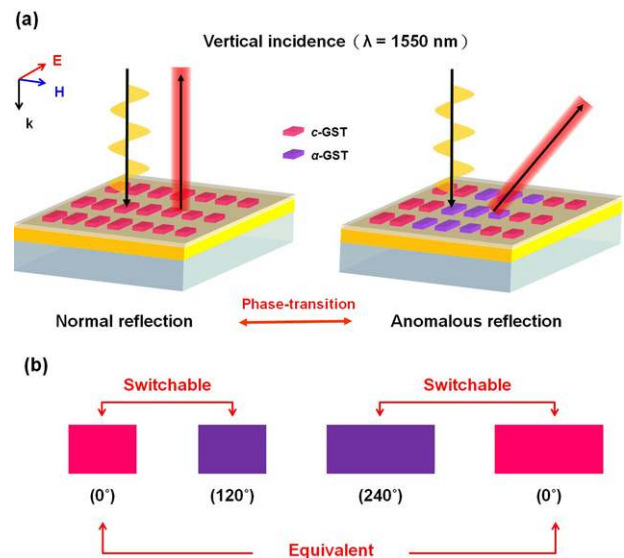 (a)
Vertical incidence（λ = 1550 nm）
E
H
k
c-GST
α-GST
Phase-transition
Normal reflection
Anomalous reflection
(b)
Switchable
Switchable
(0°)
(120°)
(240°)
(0°)
Equivalent